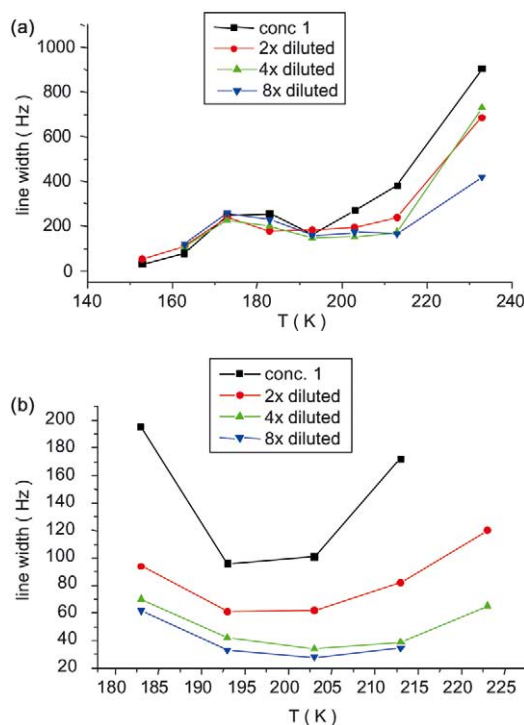 (a)
conc 1
2x diluted
4x diluted
8x diluted
line width ( Hz )
1000
800
600
400
200
0
140 160 180 200 220 240
T ( K )
(b)
conc. 1
2x diluted
4x diluted
8x diluted
line width ( Hz )
200
180
160
140
120
100
80
60
40
20
180 185 190 195 200 205 210 215 220 225
T ( K )